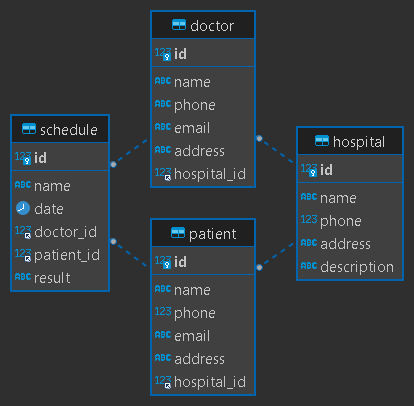 doctor
123 id
ABC name
ABC phone
ABC email
ABC address
123 hospital_id
schedule
123 id
ABC name
date
123 doctor_id
123 patient_id
ABC result
hospital
123 id
ABC name
123 phone
ABC address
ABC description
patient
123 id
ABC name
123 phone
ABC email
ABC address
123 hospital_id